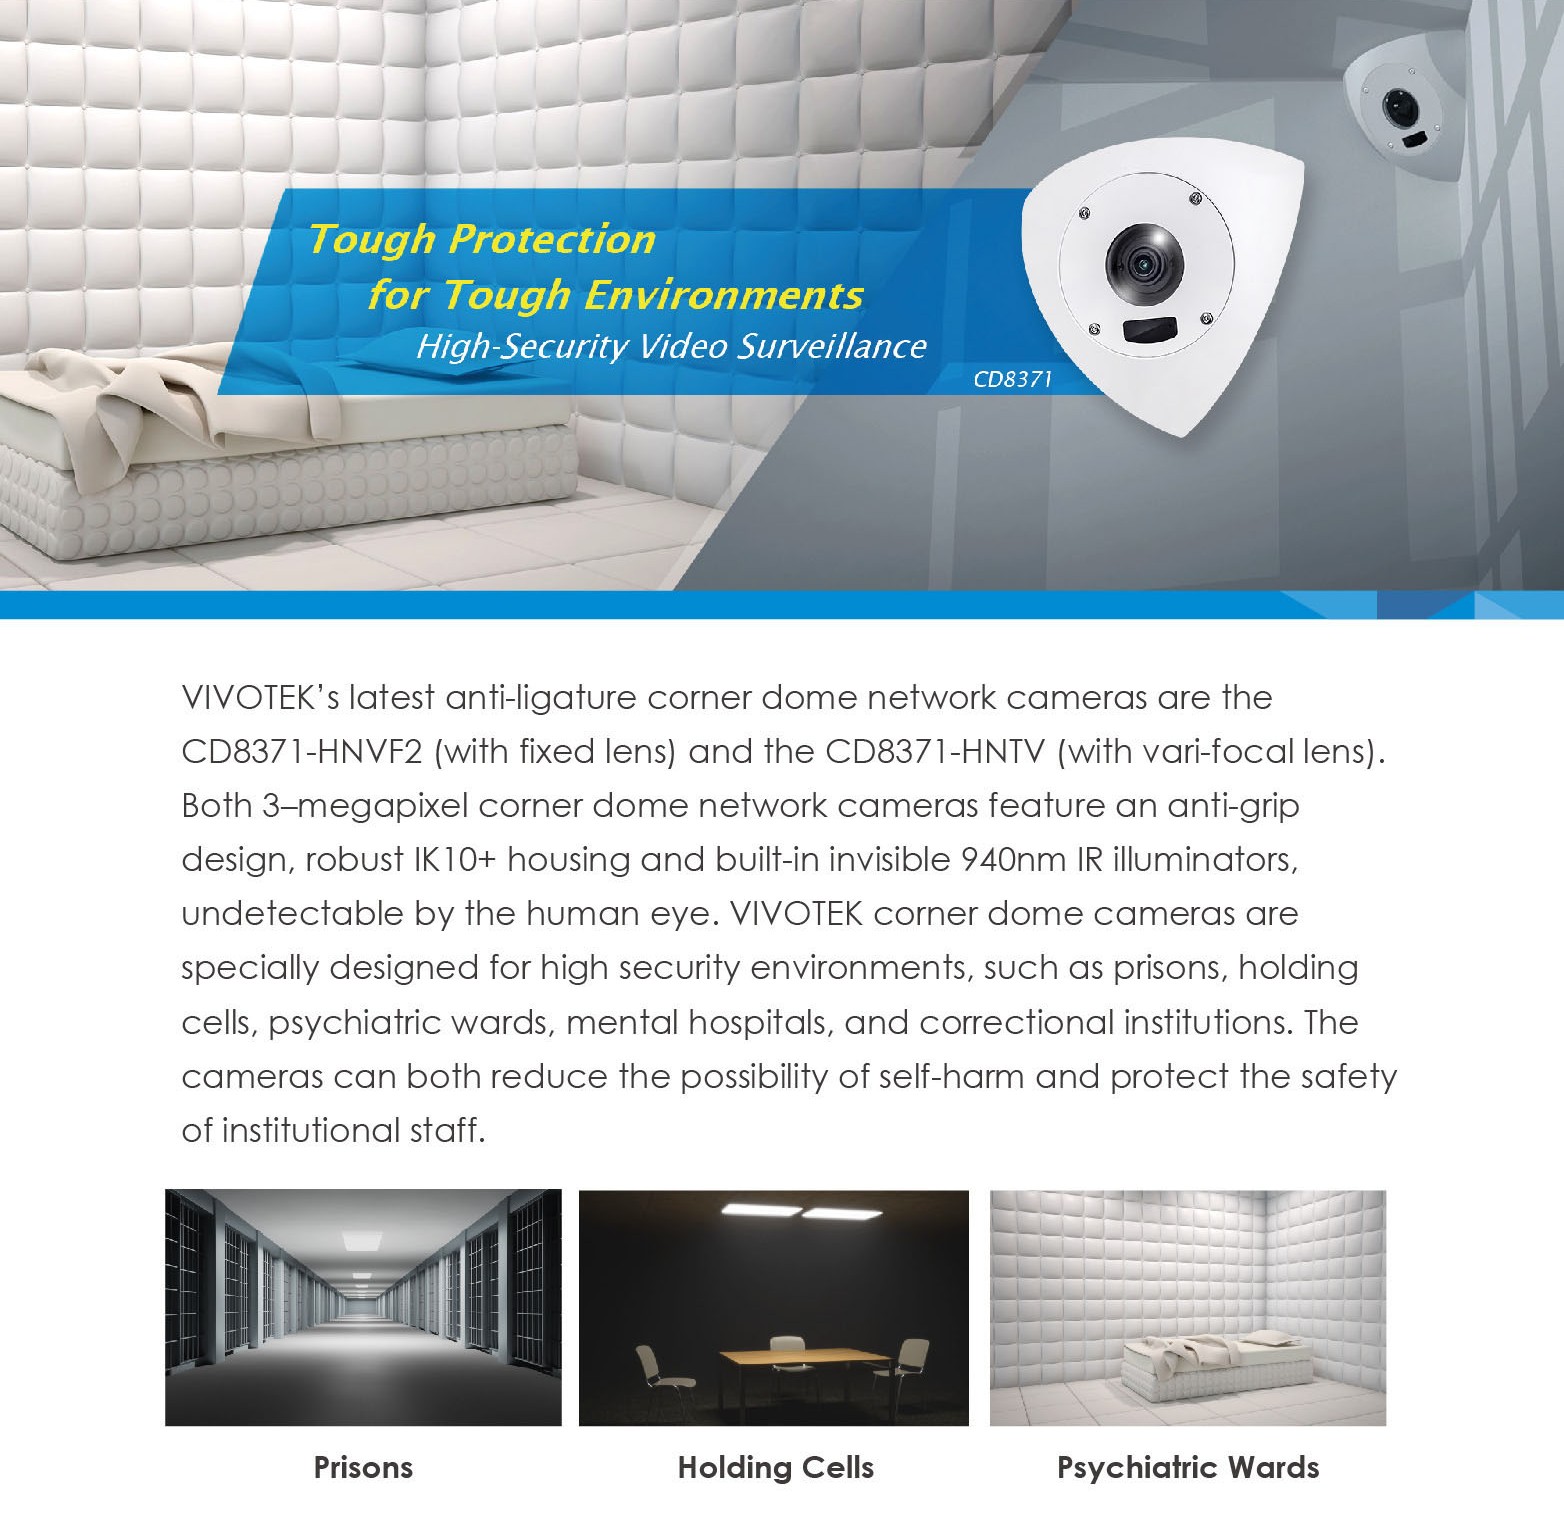 Tough Protection
for Tough Environments
High-Security Video Surveillance
CD8371
VIVOTEK’s latest anti-ligature corner dome network cameras are the
CD8371-HNVF2 (with fixed lens) and the CD8371-HNTV (with vari-focal lens).
Both 3–megapixel corner dome network cameras feature an anti-grip
design, robust IK10+ housing and built-in invisible 940nm IR illuminators,
undetectable by the human eye. VIVOTEK corner dome cameras are
specially designed for high security environments, such as prisons, holding
cells, psychiatric wards, mental hospitals, and correctional institutions. The
cameras can both reduce the possibility of self-harm and protect the safety
of institutional staff.
Prisons
Holding Cells
Psychiatric Wards